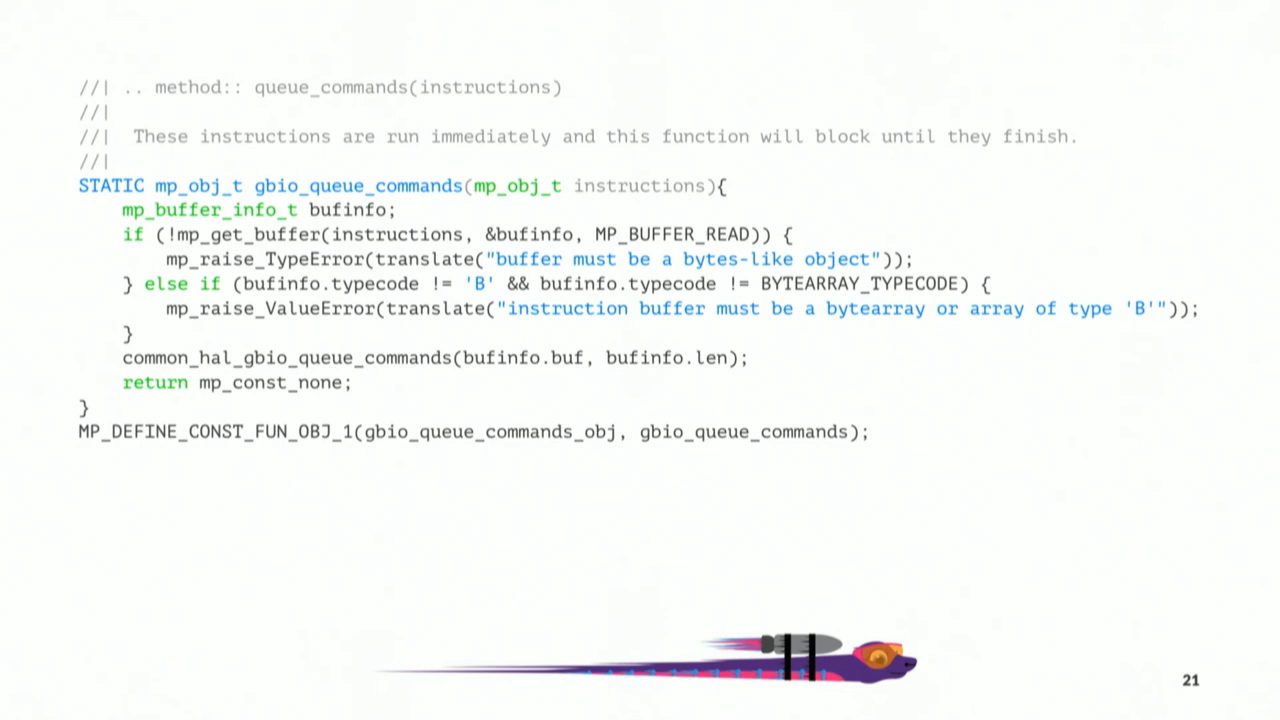 //| .. method:: queue_commands(instructions)
//|
//|  These instructions are run immediately and this function will block until they finish.
//|
STATIC mp_obj_t gbio_queue_commands(mp_obj_t instructions){
    mp_buffer_info_t bufinfo;
    if (!mp_get_buffer(instructions, &bufinfo, MP_BUFFER_READ)) {
        mp_raise_TypeError(translate("buffer must be a bytes-like object"));
    } else if (bufinfo.typecode != 'B' && bufinfo.typecode != BYTEARRAY_TYPECODE) {
        mp_raise_ValueError(translate("instruction buffer must be a bytearray or array of type 'B'"));
    }
    common_hal_gbio_queue_commands(bufinfo.buf, bufinfo.len);
    return mp_const_none;
}
MP_DEFINE_CONST_FUN_OBJ_1(gbio_queue_commands_obj, gbio_queue_commands);
21